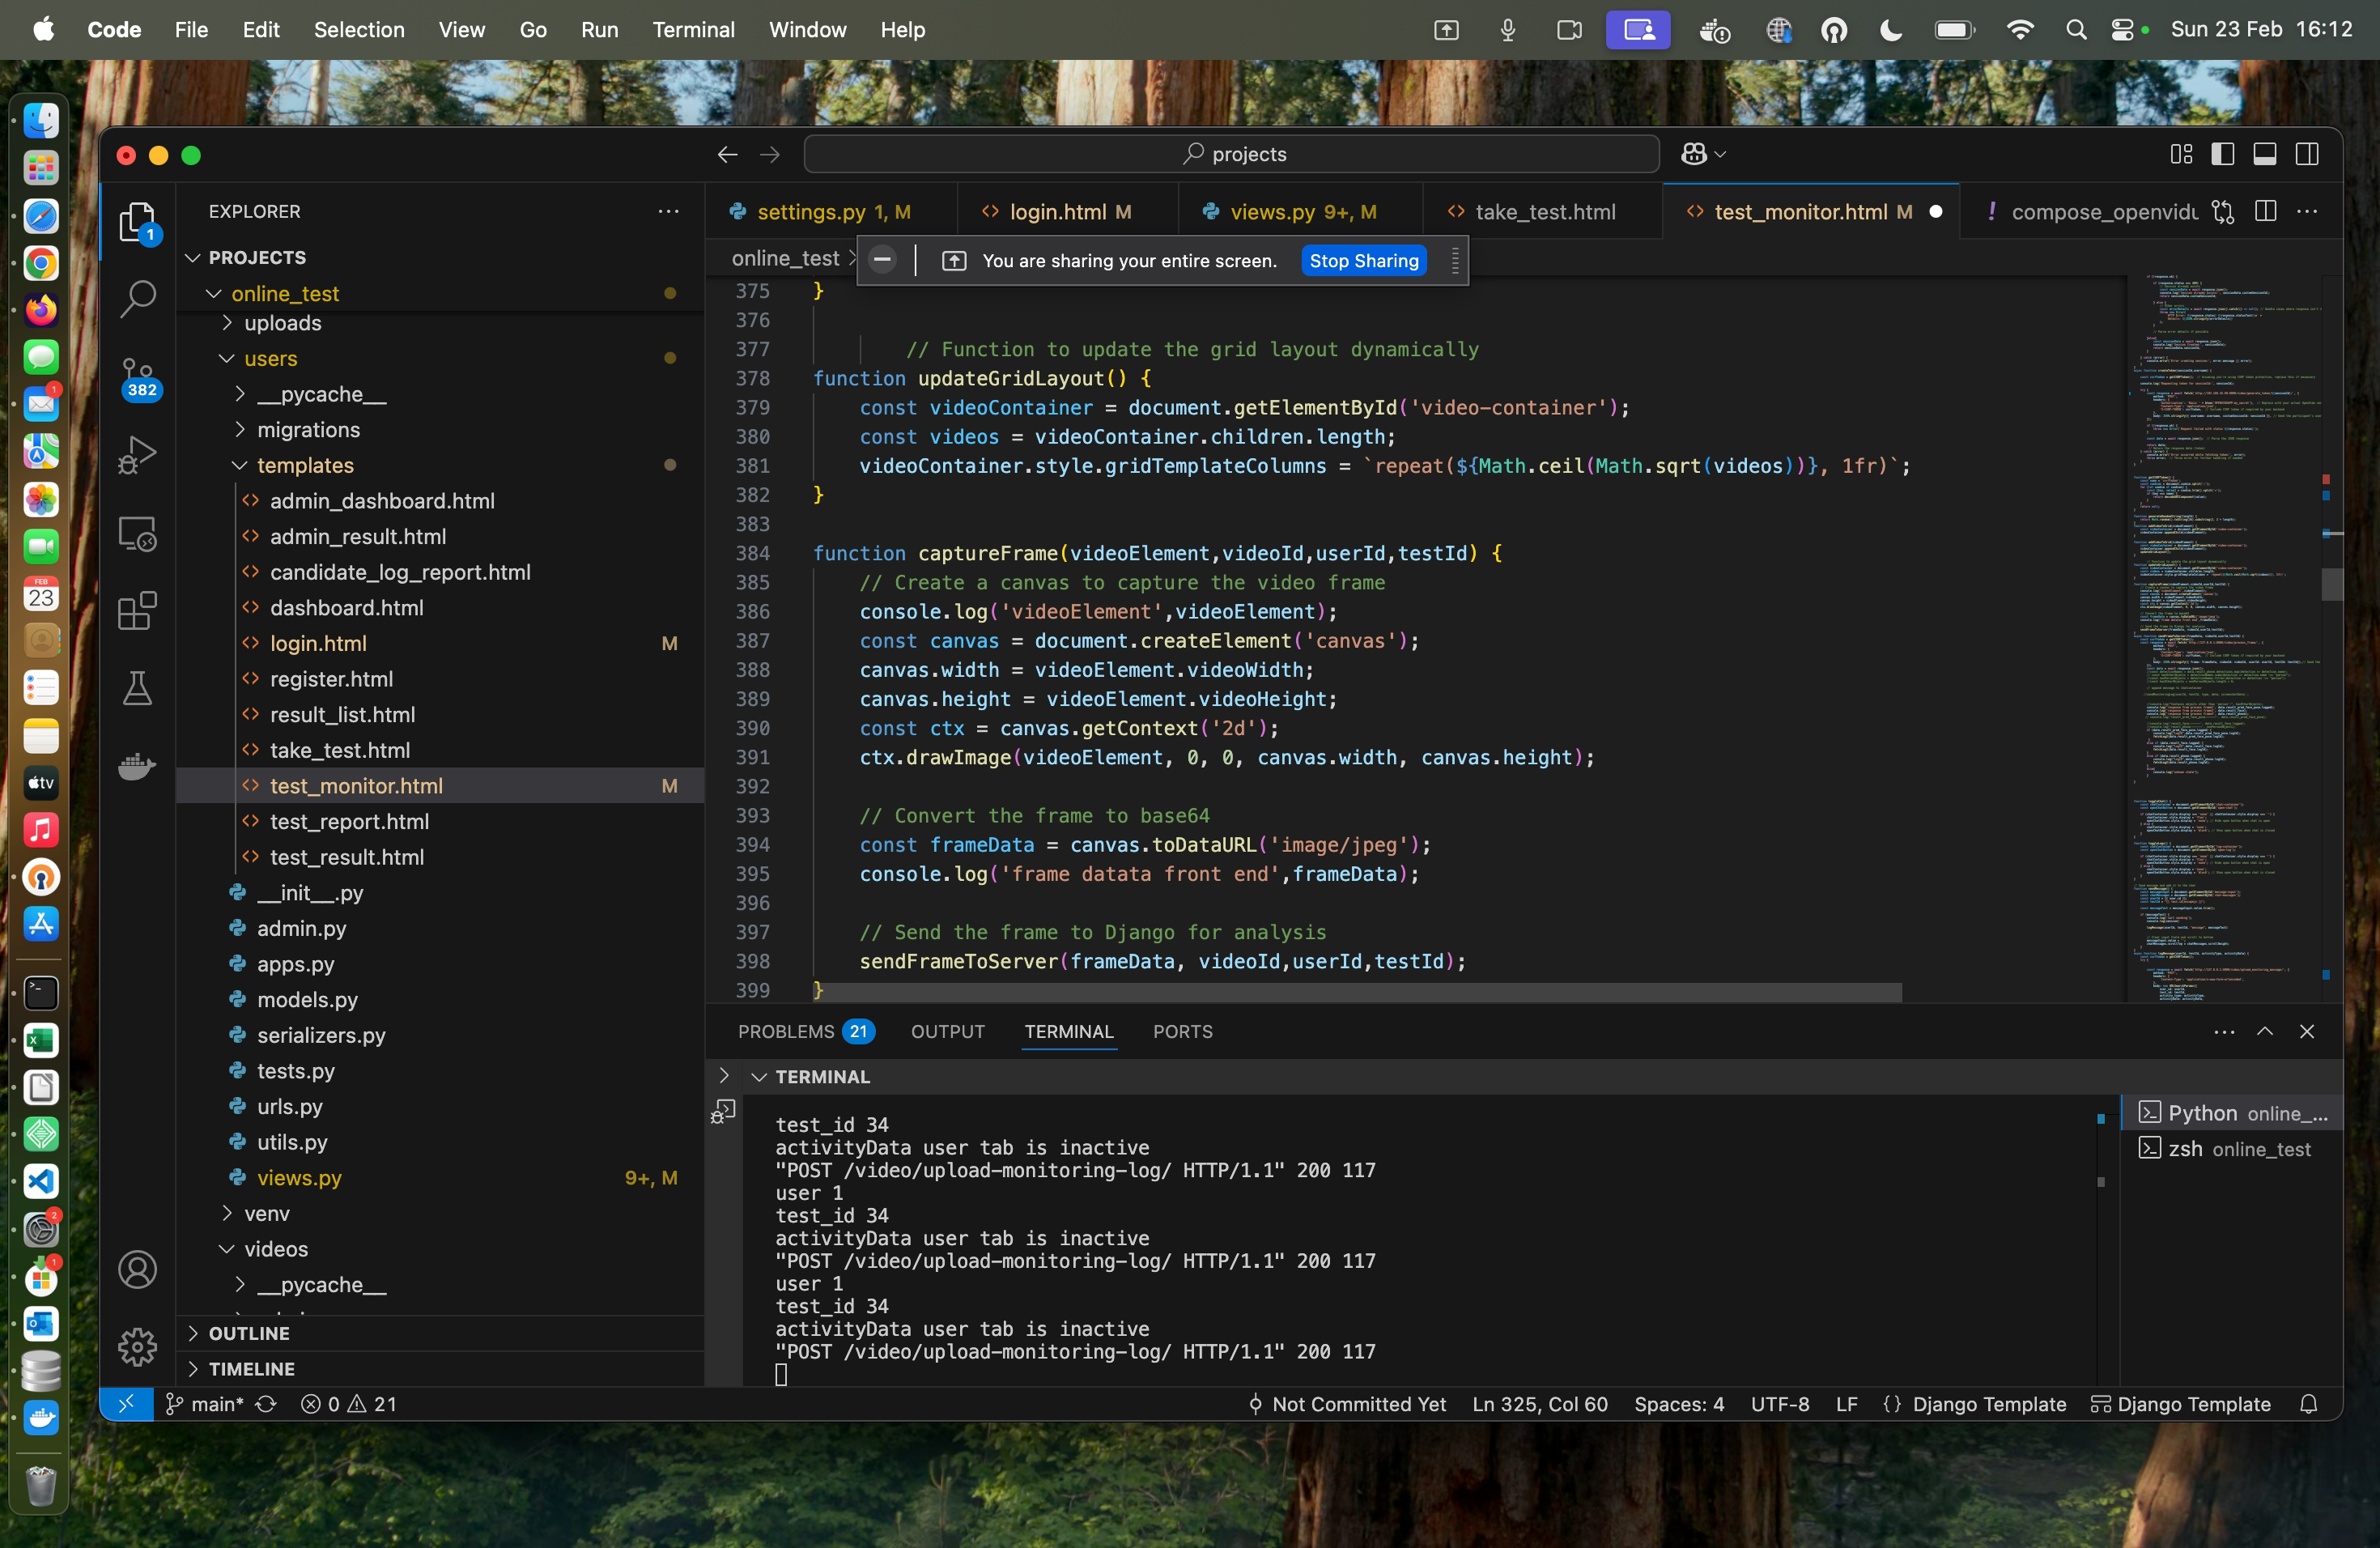 Code File Edit Selection View Go Run Terminal Window Help Sun 23 Feb 16:12
projects
EXPLORER
PROJECTS
online_test
uploads
users
__pycache__
migrations
templates
admin_dashboard.html
admin_result.html
candidate_log_report.html
dashboard.html
login.html M
register.html
result_list.html
take_test.html
test_monitor.html M
test_report.html
test_result.html
__init__.py
admin.py
apps.py
models.py
serializers.py
tests.py
urls.py
utils.py
views.py 9+, M
venv
videos
__pycache__
OUTLINE
TIMELINE
1
382
FEB
23
tv
1
2
1
settings.py 1, M login.html M views.py 9+, M take_test.html test_monitor.html M ! compose_openvidu
online_test
You are sharing your entire screen. Stop Sharing
375 }
376
377 // Function to update the grid layout dynamically
378 function updateGridLayout() {
379 const videoContainer = document.getElementById('video-container');
380 const videos = videoContainer.children.length;
381 videoContainer.style.gridTemplateColumns = `repeat(${Math.ceil(Math.sqrt(videos))}, 1fr)`;
382 }
383
384 function captureFrame(videoElement,videoId,userId,testId) {
385 // Create a canvas to capture the video frame
386 console.log('videoElement',videoElement);
387 const canvas = document.createElement('canvas');
388 canvas.width = videoElement.videoWidth;
389 canvas.height = videoElement.videoHeight;
390 const ctx = canvas.getContext('2d');
391 ctx.drawImage(videoElement, 0, 0, canvas.width, canvas.height);
392
393 // Convert the frame to base64
394 const frameData = canvas.toDataURL('image/jpeg');
395 console.log('frame datata front end',frameData);
396
397 // Send the frame to Django for analysis
398 sendFrameToServer(frameData, videoId,userId,testId);
399 }
PROBLEMS 21 OUTPUT TERMINAL PORTS
TERMINAL
test_id 34
activityData user tab is inactive
"POST /video/upload-monitoring-log/ HTTP/1.1" 200 117
user 1
test_id 34
activityData user tab is inactive
"POST /video/upload-monitoring-log/ HTTP/1.1" 200 117
user 1
test_id 34
activityData user tab is inactive
"POST /video/upload-monitoring-log/ HTTP/1.1" 200 117
Python online_...
zsh online_test
main* 0 21 Not Committed Yet Ln 325, Col 60 Spaces: 4 UTF-8 LF {} Django Template Django Template